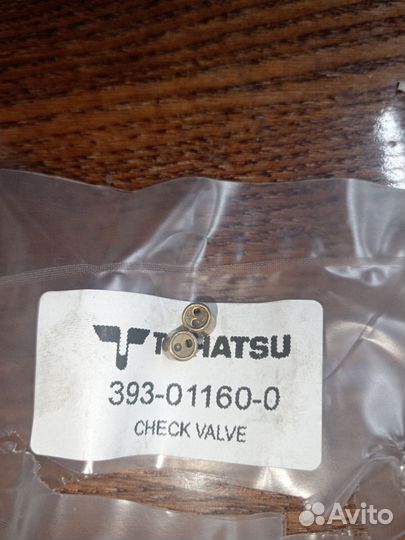 TOHATSU
393-01160-0
CHECK VALVE
Avito